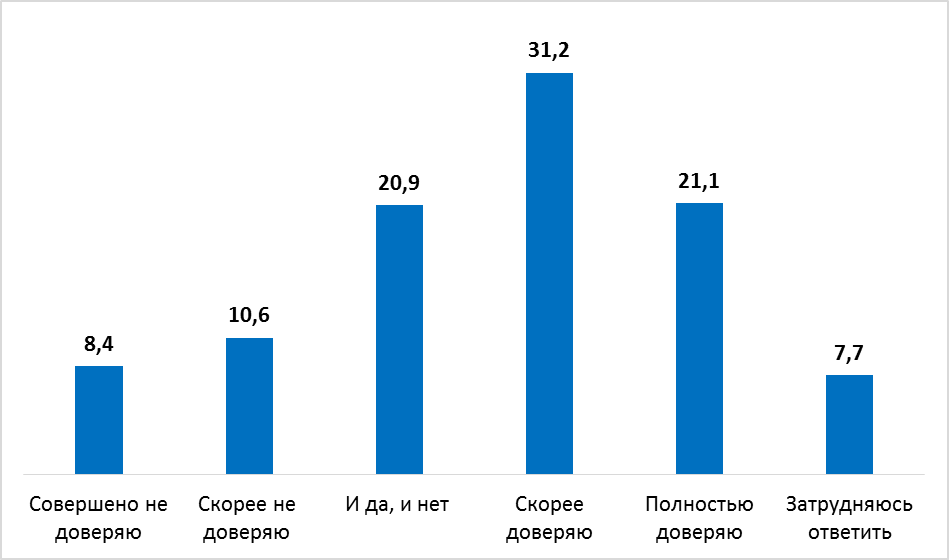 31,2
20,9
21,1
10,6
8,4
7,7
Совершено не
доверяю
Скорее не
доверяю
И да, и нет
Скорее
доверяю
Полностью
доверяю
Затрудняюсь
ответить